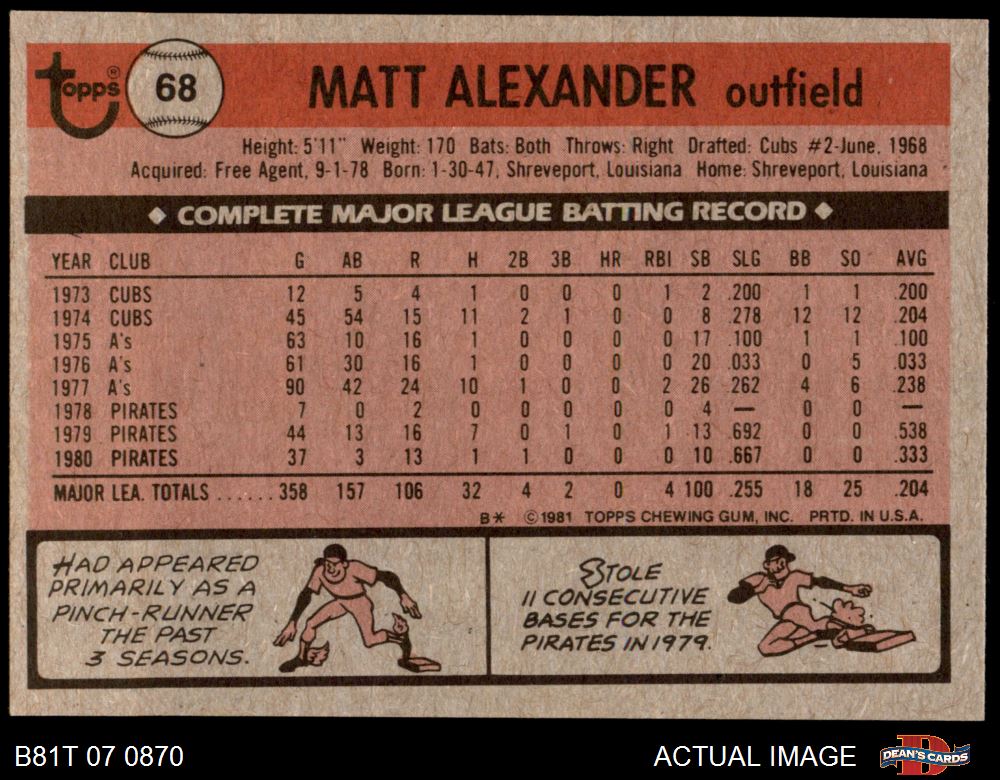 topps® 68 MATT ALEXANDER outfield
Height: 5'11" Weight: 170 Bats: Both Throws: Right Drafted: Cubs #2-June, 1968
Acquired: Free Agent, 9-1-78 Born: 1-30-47, Shreveport, Louisiana Home: Shreveport, Louisiana
◆ COMPLETE MAJOR LEAGUE BATTING RECORD ◆
YEAR CLUB G AB R H 2B 3B HR RBI SB SLG BB SO AVG
1973 CUBS 12 5 4 1 0 0 0 1 2 .200 1 1 .200
1974 CUBS 45 54 15 11 2 1 0 0 8 .278 12 12 .204
1975 A's 63 10 16 1 0 0 0 0 17 .100 1 1 .100
1976 A's 61 30 16 1 0 0 0 0 20 .033 0 5 .033
1977 A's 90 42 24 10 1 0 0 2 26 .262 4 6 .238
1978 PIRATES 7 0 2 0 0 0 0 0 4 — 0 0 —
1979 PIRATES 44 13 16 7 0 1 0 1 13 .692 0 0 .538
1980 PIRATES 37 3 13 1 1 0 0 0 10 .667 0 0 .333
MAJOR LEA. TOTALS ...... 358 157 106 32 4 2 0 4 100 .255 18 25 .204
B* ©1981 TOPPS CHEWING GUM, INC. PRTD. IN U.S.A.
HAD APPEARED
PRIMARILY AS A
PINCH-RUNNER
THE PAST
3 SEASONS.
STOLE
11 CONSECUTIVE
BASES FOR THE
PIRATES IN 1979.
B81T 07 0870 ACTUAL IMAGE DEAN'S CARDS